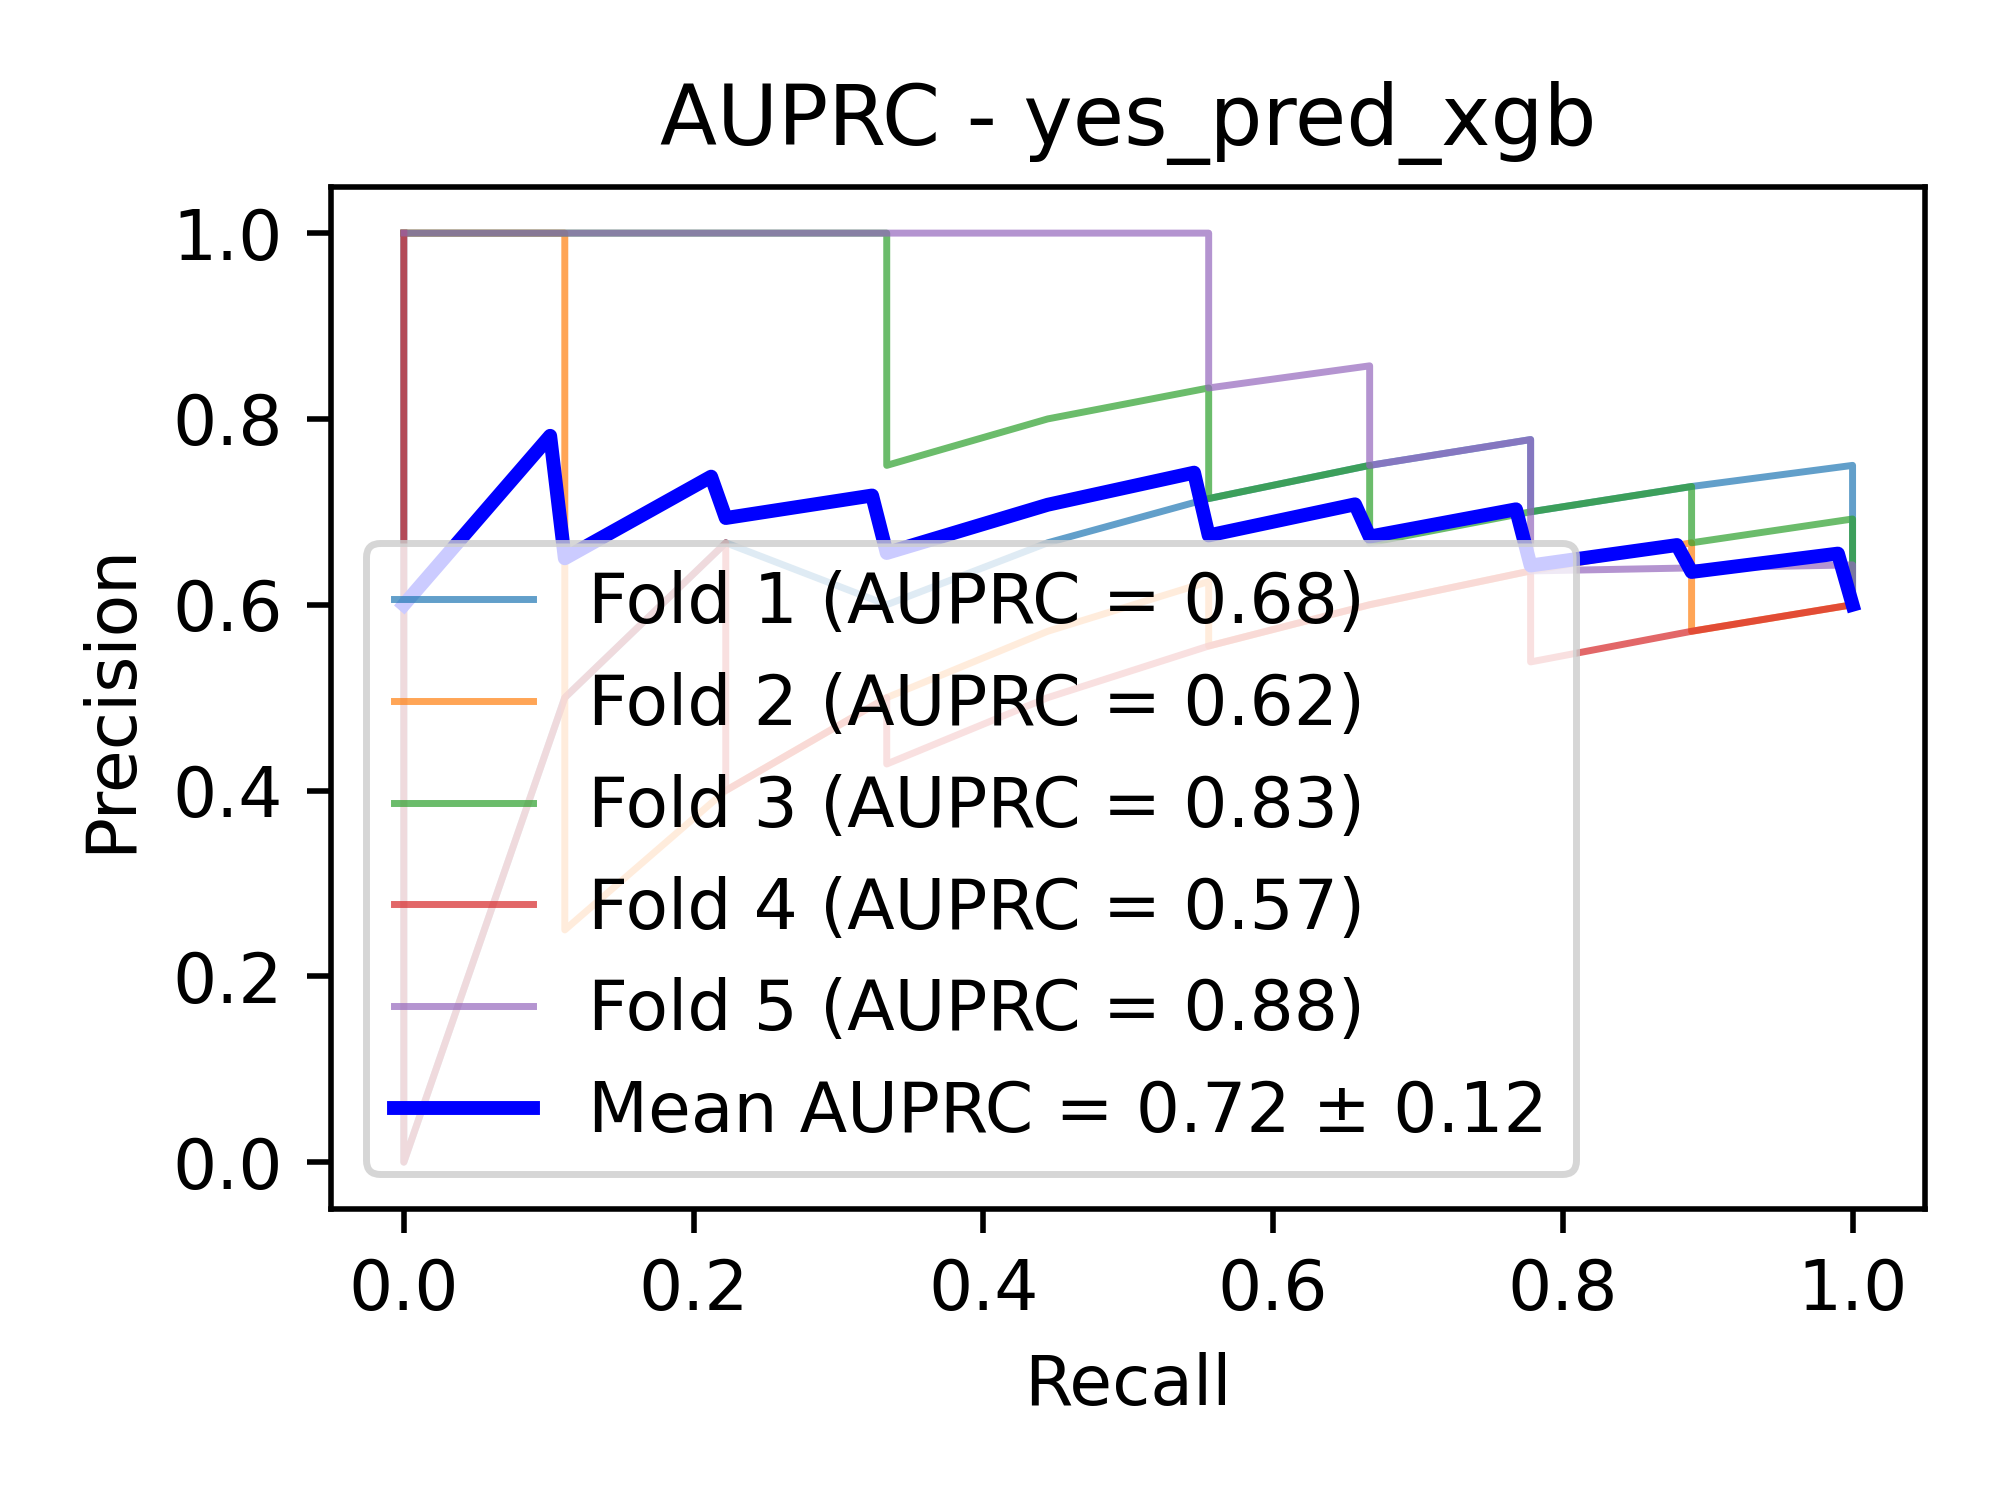 AUPRC - yes_pred_xgb
1.0
0.8
0.6
0.4
0.2
0.0
Precision
Fold 1 (AUPRC = 0.68)
Fold 2 (AUPRC = 0.62)
Fold 3 (AUPRC = 0.83)
Fold 4 (AUPRC = 0.57)
Fold 5 (AUPRC = 0.88)
Mean AUPRC = 0.72 ± 0.12
0.0 0.2 0.4 0.6 0.8 1.0
Recall